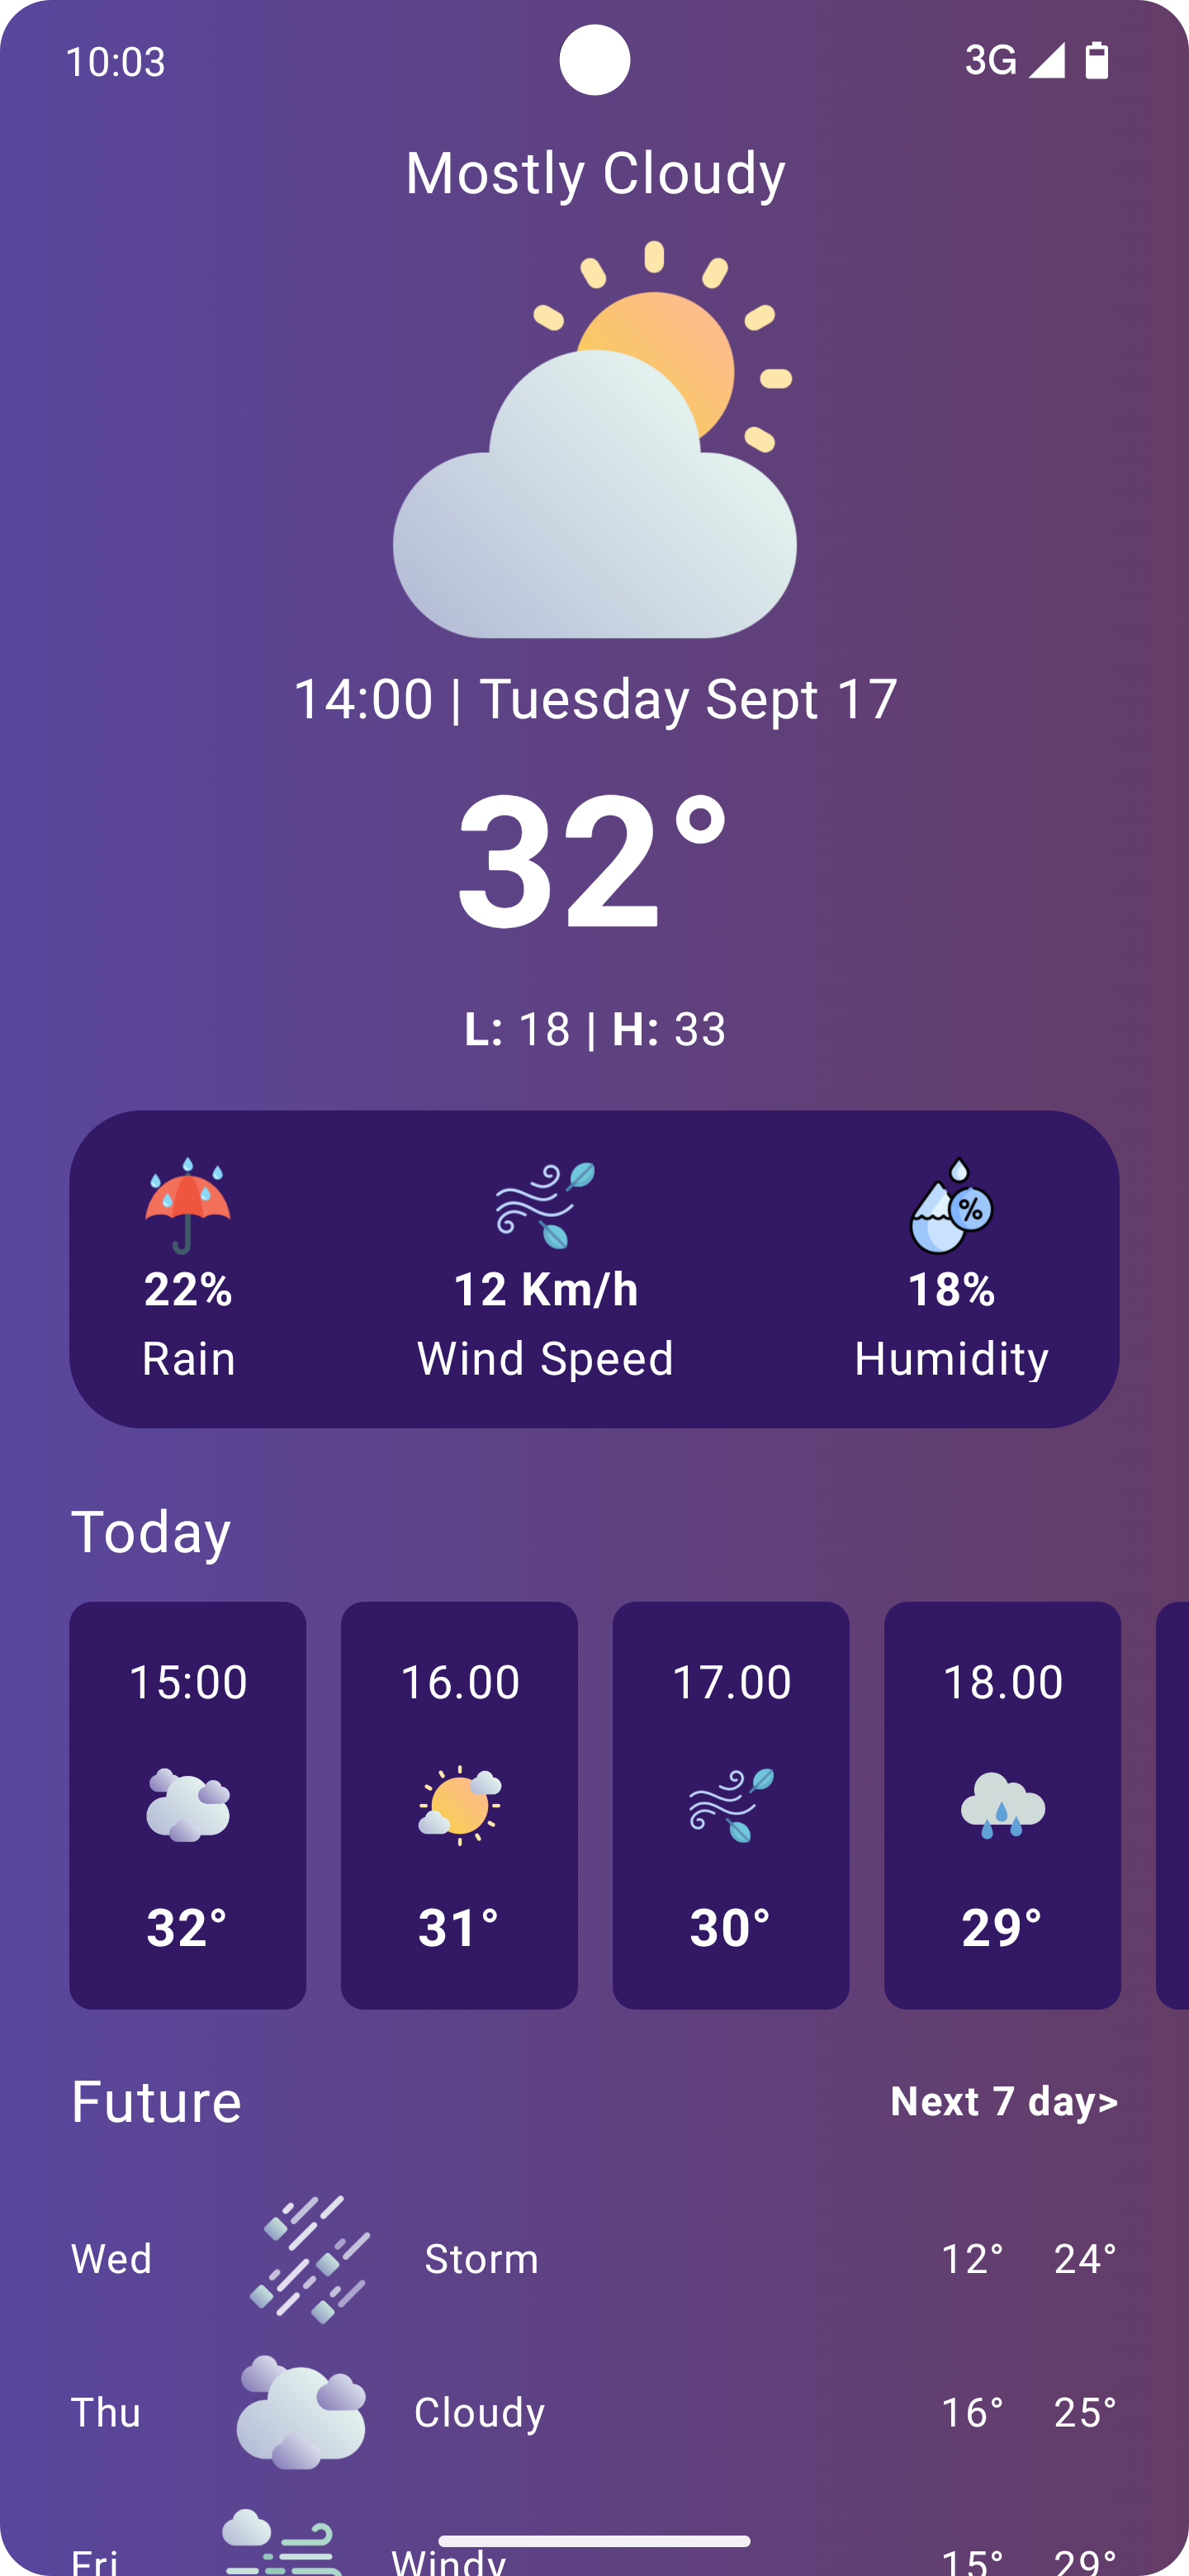 10:03 3G
Mostly Cloudy
14:00 | Tuesday Sept 17
32°
L: 18 | H: 33
22% 12 Km/h 18%
Rain Wind Speed Humidity
Today
15:00 16.00 17.00 18.00
32° 31° 30° 29°
Future Next 7 day>
Wed Storm 12° 24°
Thu Cloudy 16° 25°
Fri Windy 15° 29°